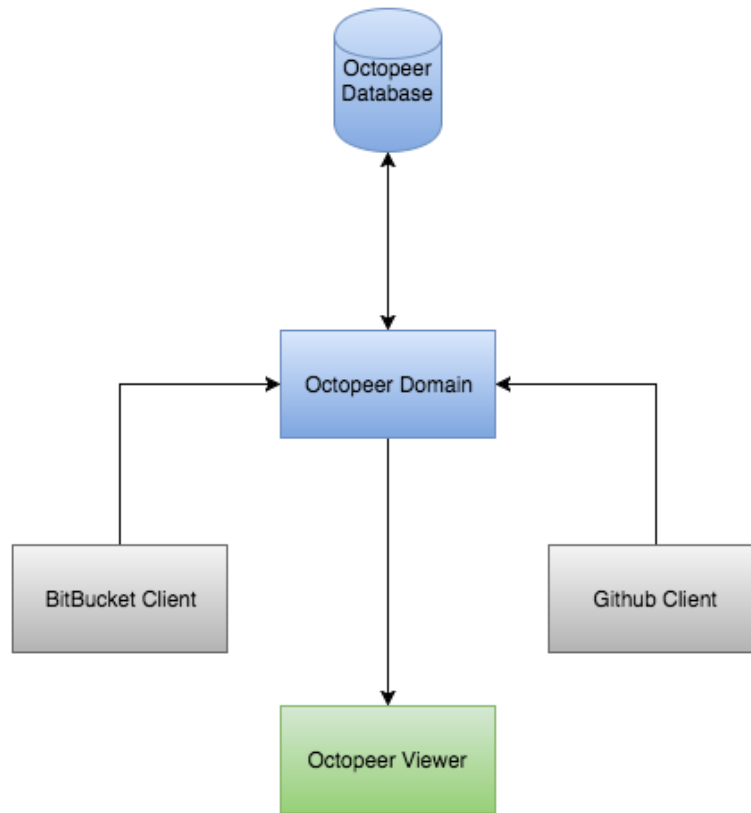 Octopeer
Database
Octopeer Domain
BitBucket Client
Github Client
Octopeer Viewer